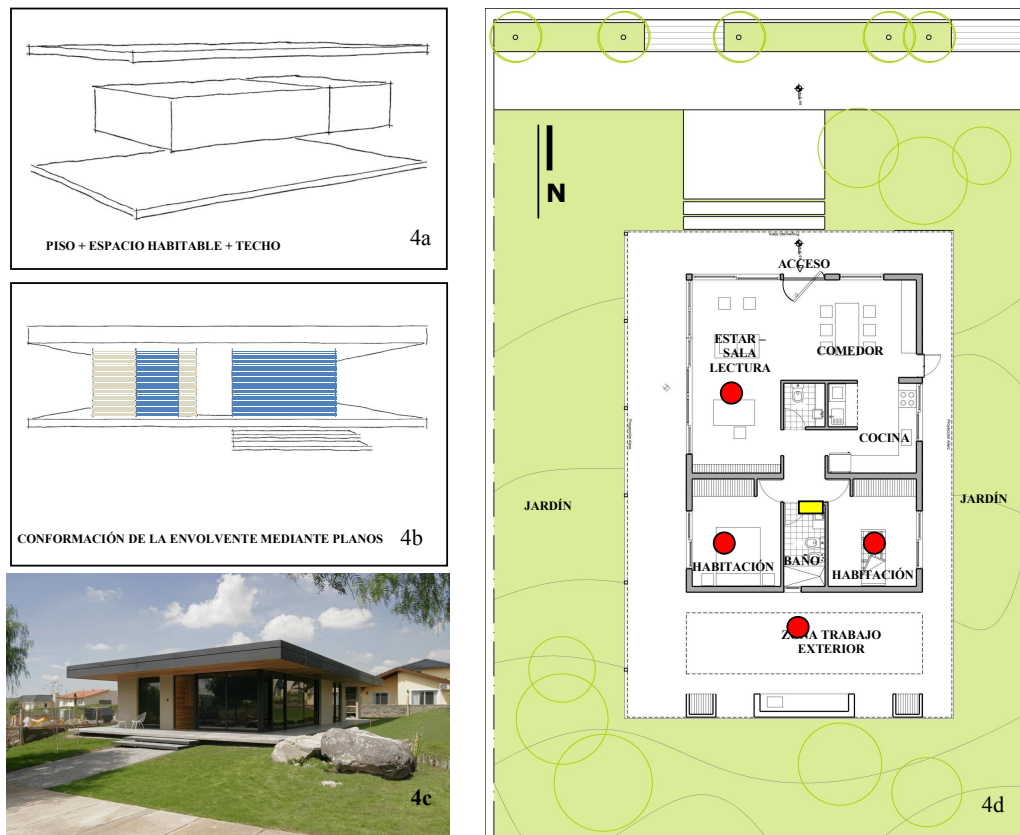 PISO + ESPACIO HABITABLE + TECHO
4a
CONFORMACIÓN DE LA ENVOLVENTE MEDIANTE PLANOS
4b
4c
N
ACCESO
ESTAR –
SALA
LECTURA
COMEDOR
COCINA
JARDÍN
JARDÍN
HABITACIÓN
BAÑO
HABITACIÓN
ZONA TRABAJO
EXTERIOR
4d